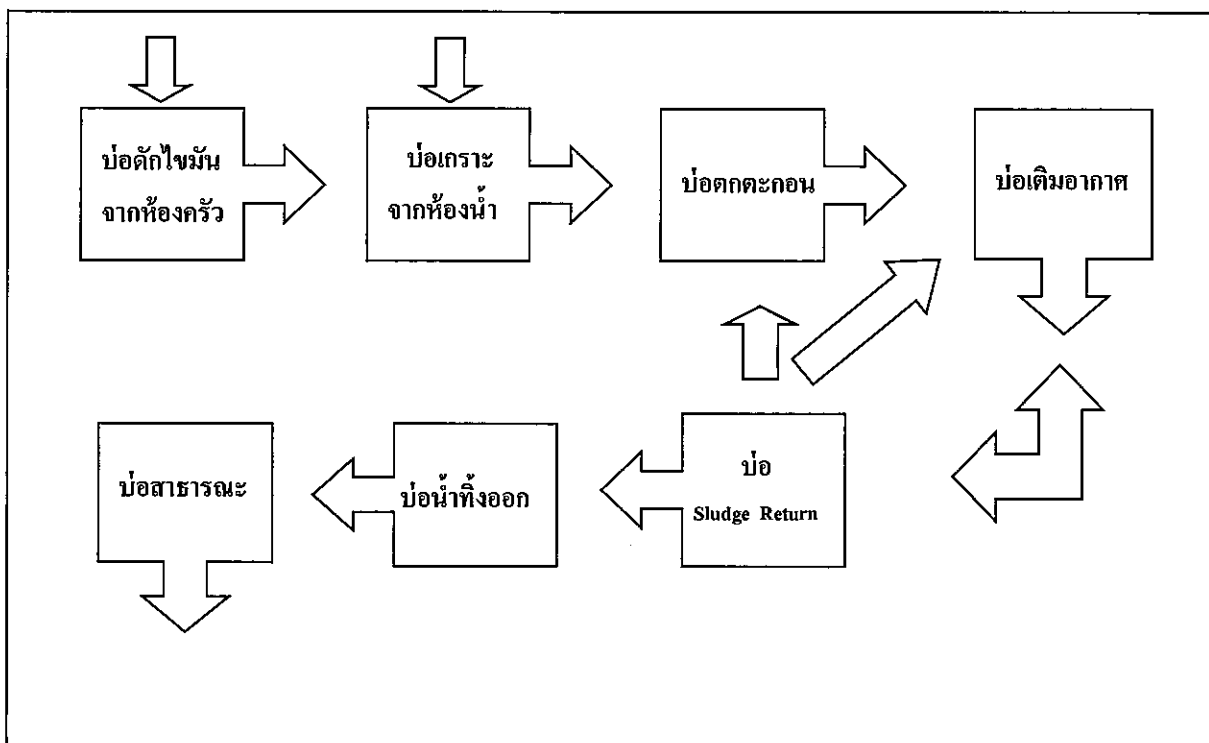 บ่อดักไขมัน
จากห้องครัว
บ่อเกราะ
จากห้องน้ำ
บ่อตกตะกอน
บ่อเติมอากาศ
บ่อสาธารณะ
บ่อน้ำทิ้งออก
บ่อ
Sludge Return